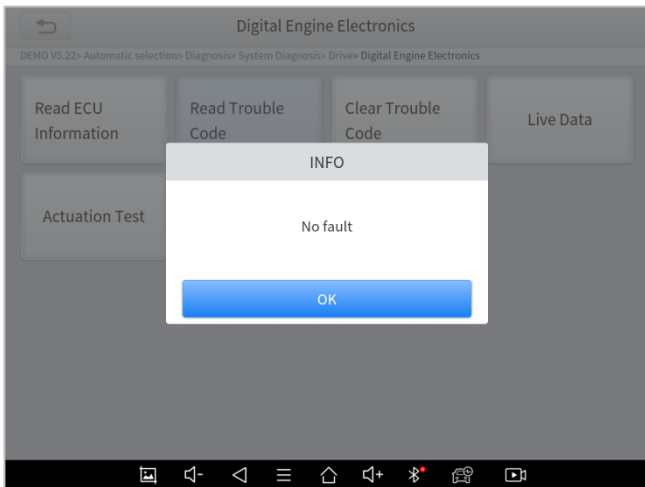 Digital Engine Electronics
DEMO V5.22> Automatic selection> Diagnosis> System Diagnosis> Drive> Digital Engine Electronics
Read ECU
Information
Read Trouble
Code
Clear Trouble
Code
Live Data
Actuation Test
INFO
No fault
OK